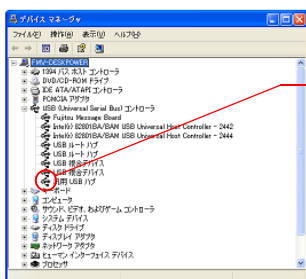 デバイス マネージャ
ファイル(F) 操作(A) 表示(V) ヘルプ(H)
FMV-DESKPOWER
1394 バス ホスト コントローラ
DVD/CD-ROM ドライブ
IDE ATA/ATAPI コントローラ
PCMCIA アダプタ
USB (Universal Serial Bus) コントローラ
Fujitsu Message Board
Intel(r) 82801BA/BAM USB Universal Host Controller - 2442
Intel(r) 82801BA/BAM USB Universal Host Controller - 2444
USB ルート ハブ
USB ルート ハブ
USB 複合デバイス
USB 複合デバイス
汎用 USB ハブ
キーボード
コンピュータ
サウンド、ビデオ、およびゲーム コントローラ
システム デバイス
ディスク ドライブ
ディスプレイ アダプタ
ネットワーク アダプタ
ヒューマン インターフェイス デバイス
プロセッサ